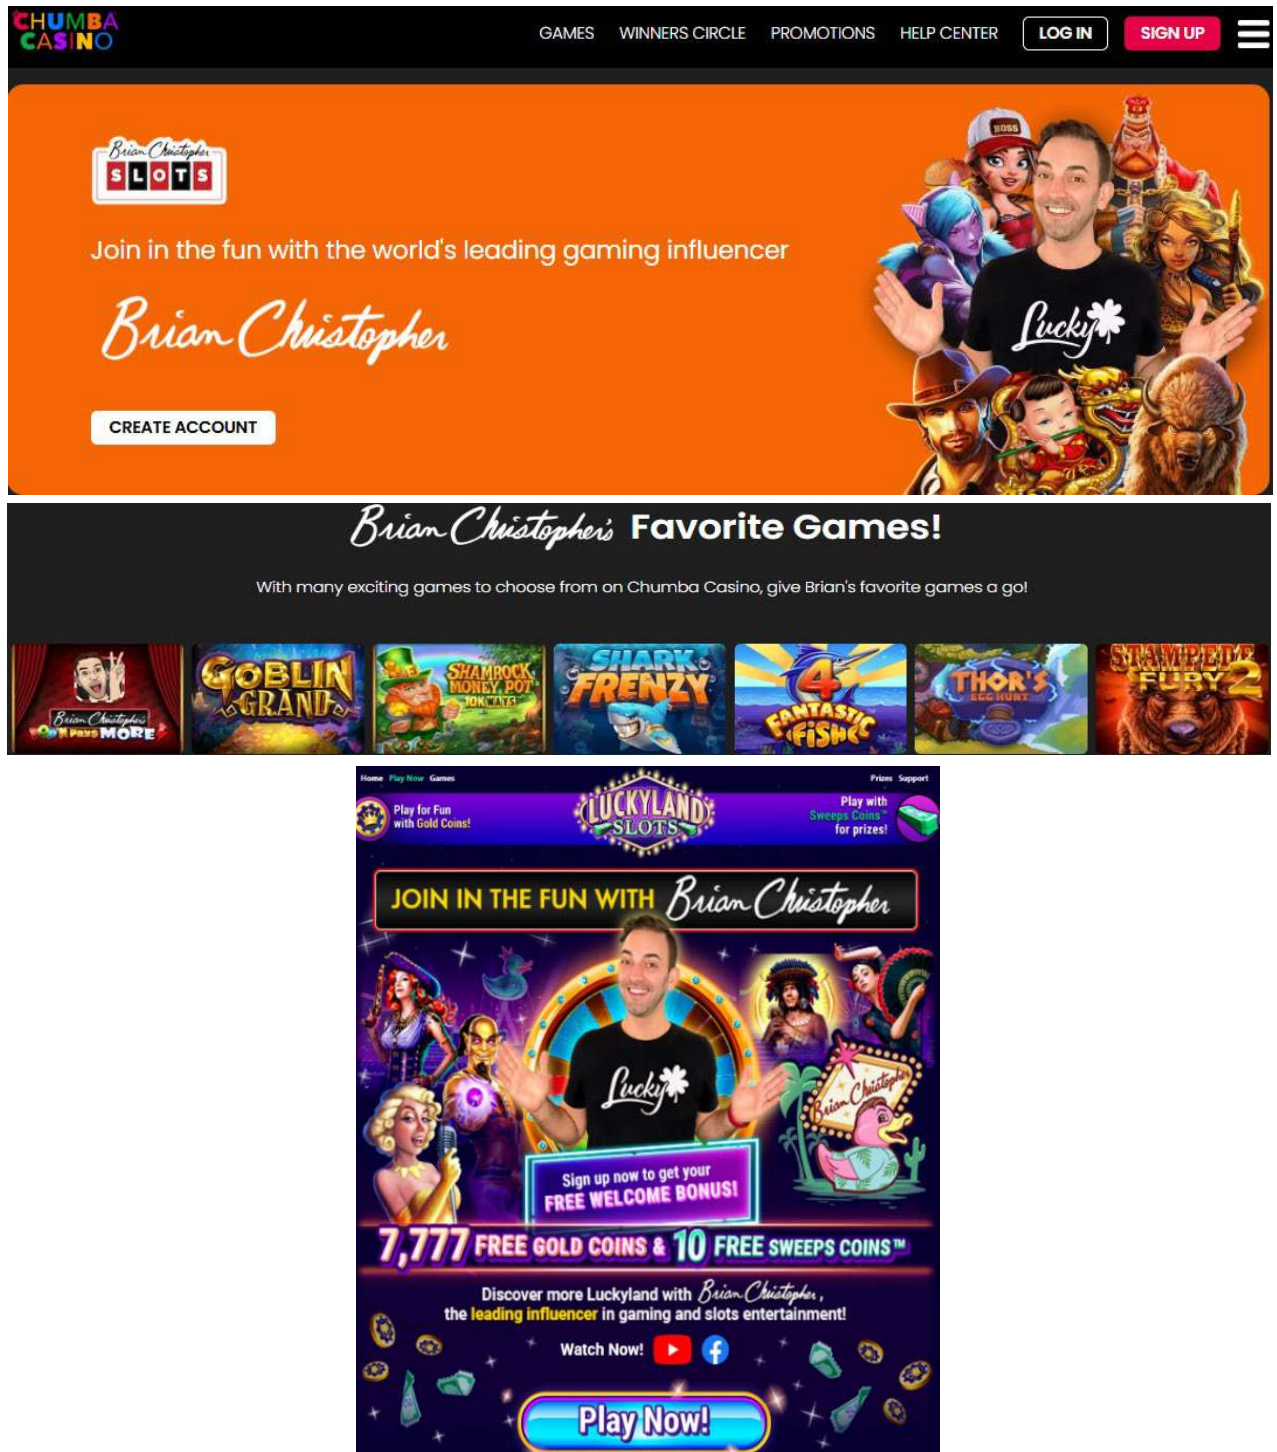 CHUMBA
CASINO
GAMES WINNERS CIRCLE PROMOTIONS HELP CENTER LOG IN SIGN UP
Brian Christopher
SLOTS
BOSS
Join in the fun with the world's leading gaming influencer
Brian Christopher
Lucky
CREATE ACCOUNT
Brian Christopher's Favorite Games!
With many exciting games to choose from on Chumba Casino, give Brian's favorite games a go!
Brian Christopher's
POP'N PAYS MORE
GOBLIN
GRAND
SHAMROCK
MONEY POT
JOKIWAYS
SHARK
FRENZY
4
FANTASTIC
FISH
THOR'S
EGG HUNT
STAMPEDE
FURY 2
Home Play Now Games
Prizes Support
Play for Fun
with Gold Coins!
LUCKYLAND
SLOTS
Play with
Sweeps Coins™
for prizes!
JOIN IN THE FUN WITH Brian Christopher
Lucky
Brian Christopher
Sign up now to get your
FREE WELCOME BONUS!
7,777 FREE GOLD COINS & 10 FREE SWEEPS COINS™
Discover more Luckyland with Brian Christopher,
the leading influencer in gaming and slots entertainment!
Watch Now!
Play Now!